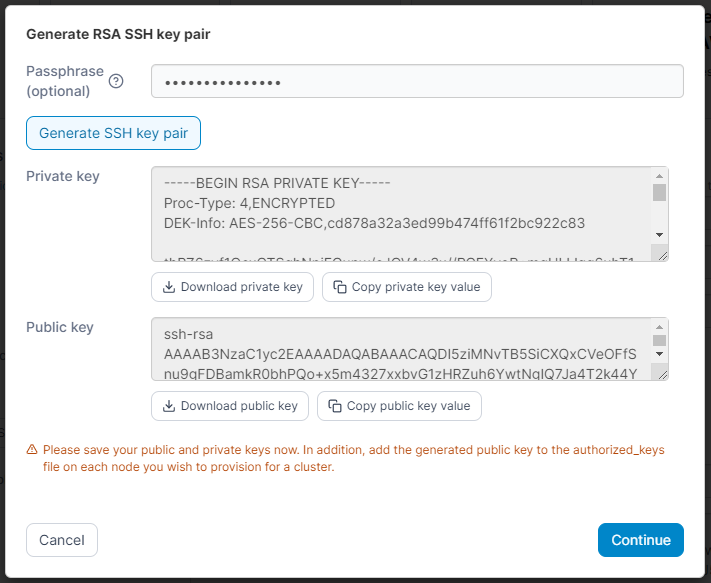 Generate RSA SSH key pair
Passphrase
(optional)
•••••••••••••••
Generate SSH key pair
Private key
-----BEGIN RSA PRIVATE KEY-----
Proc-Type: 4,ENCRYPTED
DEK-Info: AES-256-CBC,cd878a32a3ed99b474ff61f2bc922c83
Download private key
Copy private key value
Public key
ssh-rsa
AAAAB3NzaC1yc2EAAAADAQABAAACAQDI5ziMNvTB5SiCXQxCVeOFfS
Download public key
Copy public key value
Please save your public and private keys now. In addition, add the generated public key to the authorized_keys
file on each node you wish to provision for a cluster.
Cancel
Continue